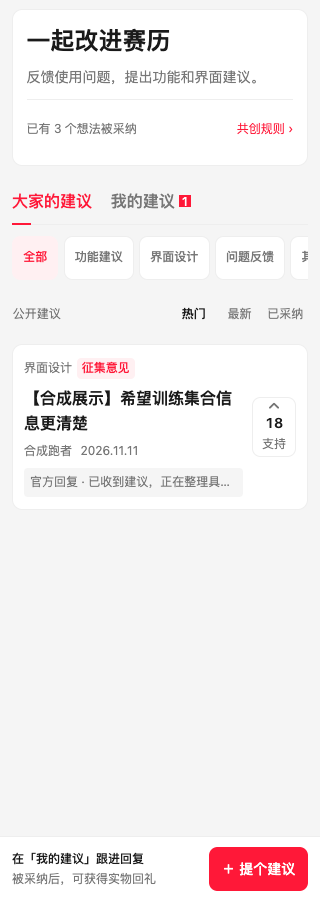 一起改进赛历
反馈使用问题，提出功能和界面建议。
已有 3 个想法被采纳
共创规则 ›
大家的建议 我的建议 1
全部 功能建议 界面设计 问题反馈
公开建议 热门 最新 已采纳
界面设计 征集意见
【合成展示】希望训练集合信
息更清楚
合成跑者 2026.11.11
官方回复 · 已收到建议，正在整理具...
18
支持
在「我的建议」跟进回复
被采纳后，可获得实物回礼
+ 提个建议